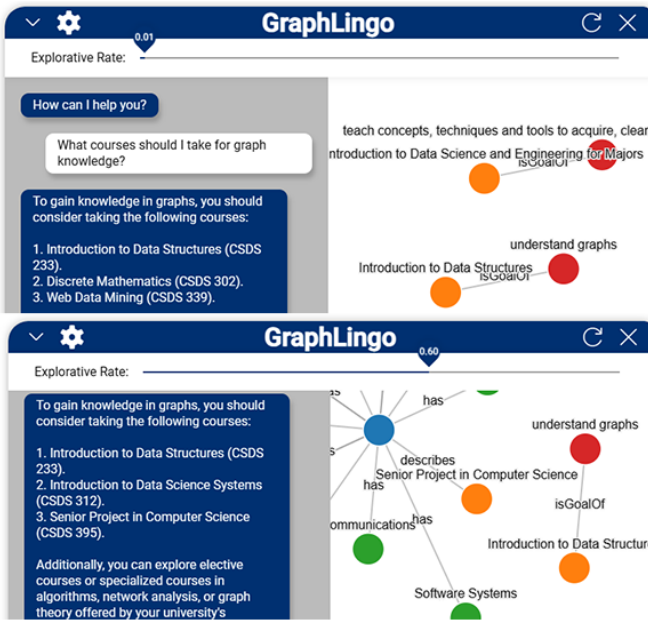 GraphLingo
0.01
Explorative Rate:
How can I help you?
What courses should I take for graph
knowledge?
To gain knowledge in graphs, you should
consider taking the following courses:
1. Introduction to Data Structures (CSDS
233).
2. Discrete Mathematics (CSDS 302).
3. Web Data Mining (CSDS 339).
teach concepts, techniques and tools to acquire, clear
ntroduction to Data Science and Engineering for Majors
isGoalOf
understand graphs
Introduction to Data Structures
isGoalOf
GraphLingo
0.60
Explorative Rate:
To gain knowledge in graphs, you should
consider taking the following courses:
1. Introduction to Data Structures (CSDS
233).
2. Introduction to Data Science Systems
(CSDS 312).
3. Senior Project in Computer Science
(CSDS 395).
Additionally, you can explore elective
courses or specialized courses in
algorithms, network analysis, or graph
theory offered by your university's
as
has
understand graphs
s
describes
Senior Project in Computer Science
has
isGoalOf
ommunications
has
Introduction to Data Structur
Software Systems